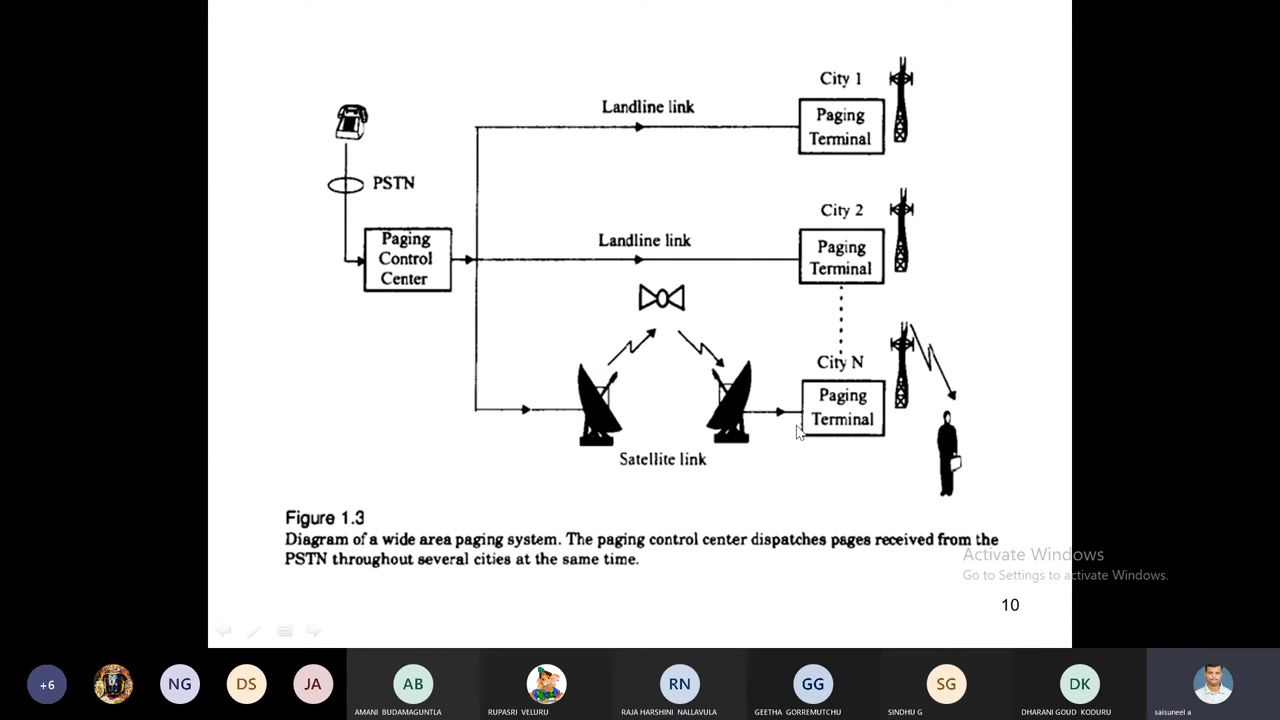 City 1
Landline link
Paging
Terminal
PSTN
City 2
Paging
Control
Center
Landline link
Paging
Terminal
City N
Paging
Terminal
Satellite link
Figure 1.3
Diagram of a wide area paging system. The paging control center dispatches pages received from the
PSTN throughout several cities at the same time.
Activate Windows
Go to Settings to activate Windows.
10
+6
NG
DS
JA
AB
RN
GG
SG
DK
AMANI BUDAMAGUNTLA
RUPASRI VELURU
RAJA HARSHINI NALLAVULA
GEETHA GORREMUTCHU
SINDHU G
DHARANI GOUD KODURU
saisuneel a